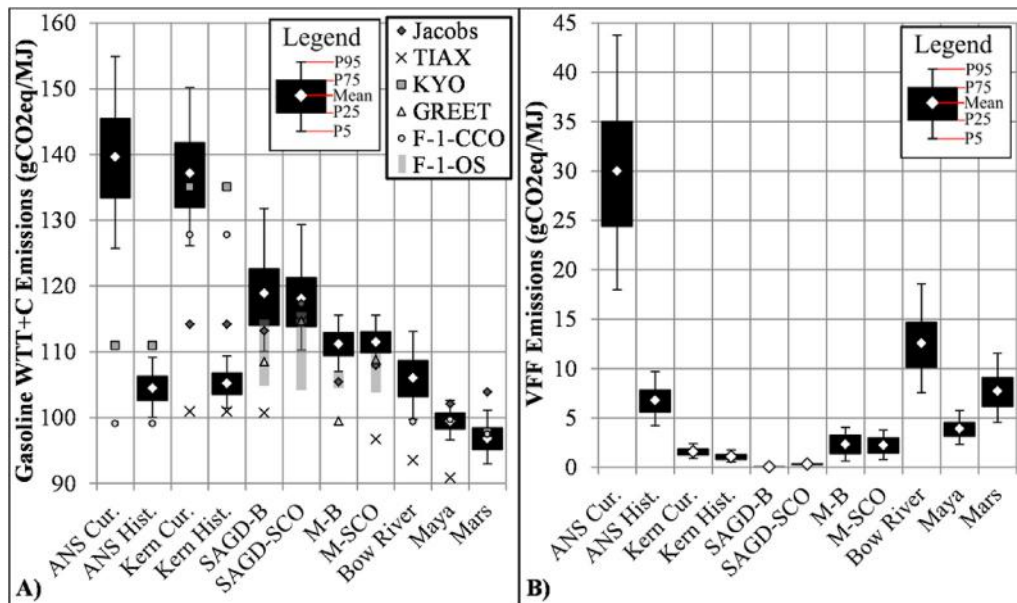 160
150
140
130
120
110
100
90
Gasoline WTT+C Emissions (gCO2eq/MJ)
Legend
P95
P75
Mean
P25
P5
Jacobs
TIAX
KYO
GREET
F-1-CCO
F-1-OS
ANS Cur.
ANS Hist.
Kern Cur.
Kern Hist.
SAGD-B
SAGD-SCO
M-B
M-SCO
Bow River
Maya
Mars
A)
45
40
35
30
25
20
15
10
5
0
VFF Emissions (gCO2eq/MJ)
Legend
P95
P75
Mean
P25
P5
ANS Cur.
ANS Hist.
Kern Cur.
Kern Hist.
SAGD-B
SAGD-SCO
M-B
M-SCO
Bow River
Maya
Mars
B)